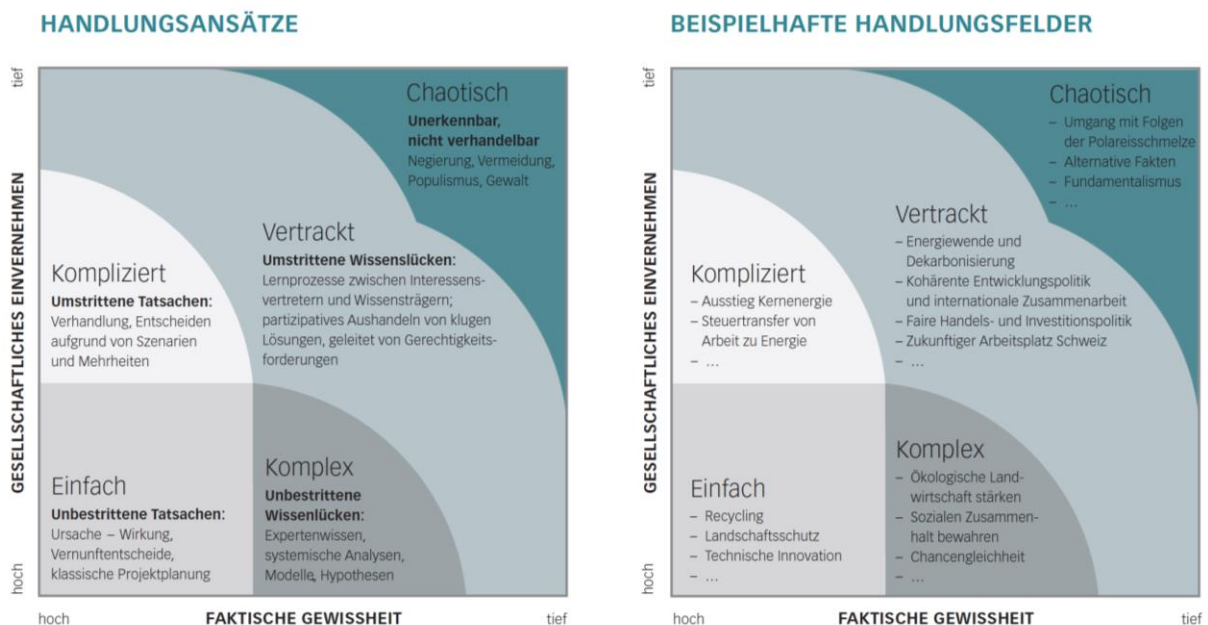 HANDLUNGSANSÄTZE
tief
GESELLSCHAFTLICHES EINVERNEHMEN
hoch
Chaotisch
Unerkennbar,
nicht verhandelbar
Negierung, Vermeidung,
Populismus, Gewalt
Vertrackt
Umstrittene Wissenslücken:
Lernprozesse zwischen Interessens-
vertretern und Wissensträgern;
partizipatives Aushandeln von klugen
Lösungen, geleitet von Gerechtigkeits-
forderungen
Kompliziert
Umstrittene Tatsachen:
Verhandlung, Entscheiden
aufgrund von Szenarien
und Mehrheiten
Einfach
Unbestrittene Tatsachen:
Ursache – Wirkung,
Vernunftentscheide,
klassische Projektplanung
Komplex
Unbestrittene
Wissenlücken:
Expertenwissen,
systemische Analysen,
Modelle, Hypothesen
hoch
FAKTISCHE GEWISSHEIT
tief
BEISPIELHAFTE HANDLUNGSFELDER
tief
GESELLSCHAFTLICHES EINVERNEHMEN
hoch
Chaotisch
– Umgang mit Folgen
der Polareisschmelze
– Alternative Fakten
– Fundamentalismus
– ...
Vertrackt
– Energiewende und
Dekarbonisierung
– Kohärente Entwicklungspolitik
und internationale Zusammenarbeit
– Faire Handels- und Investitionspolitik
– Zukunftiger Arbeitsplatz Schweiz
– ...
Kompliziert
– Ausstieg Kernenergie
– Steuertransfer von
Arbeit zu Energie
– ...
Einfach
– Recycling
– Landschaftsschutz
– Technische Innovation
– ...
Komplex
– Ökologische Land-
wirtschaft stärken
– Sozialen Zusammen-
halt bewahren
– Chancengleichheit
– ...
hoch
FAKTISCHE GEWISSHEIT
tief